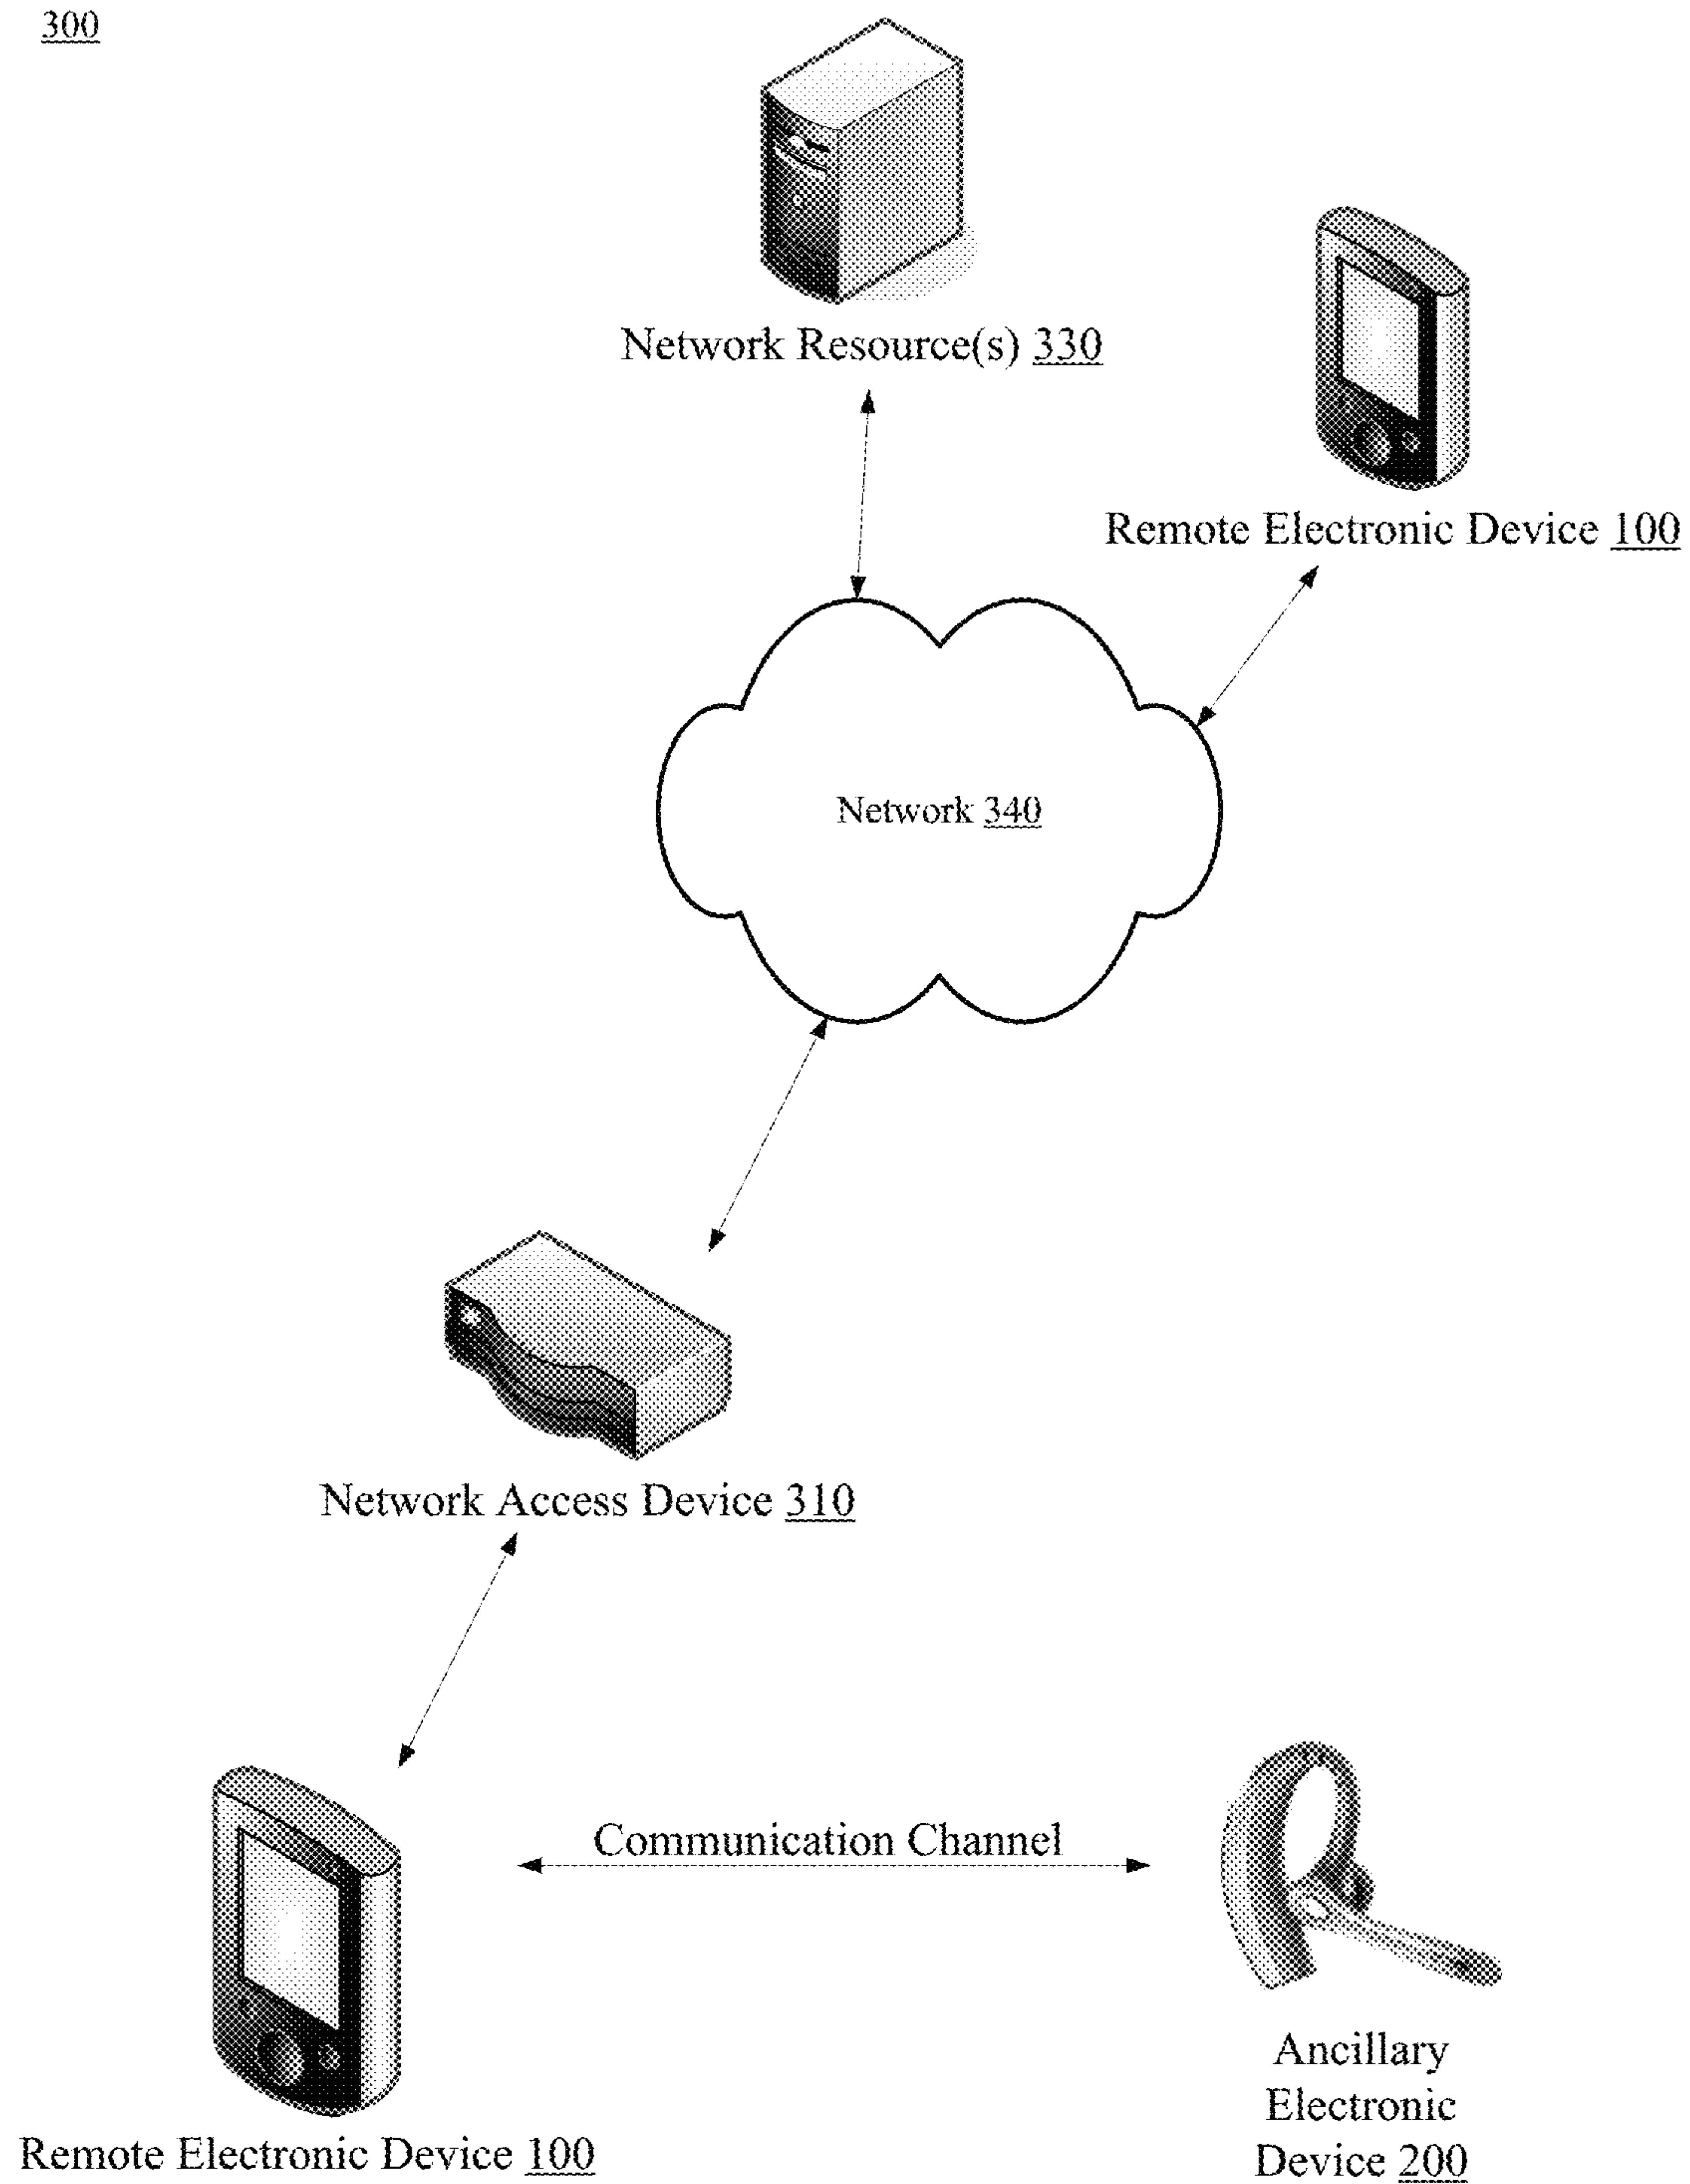 300
Network Resource(s) 330
Remote Electronic Device 100
Network 340
Network Access Device 310
Communication Channel
Remote Electronic Device 100
Ancillary
Electronic
Device 200